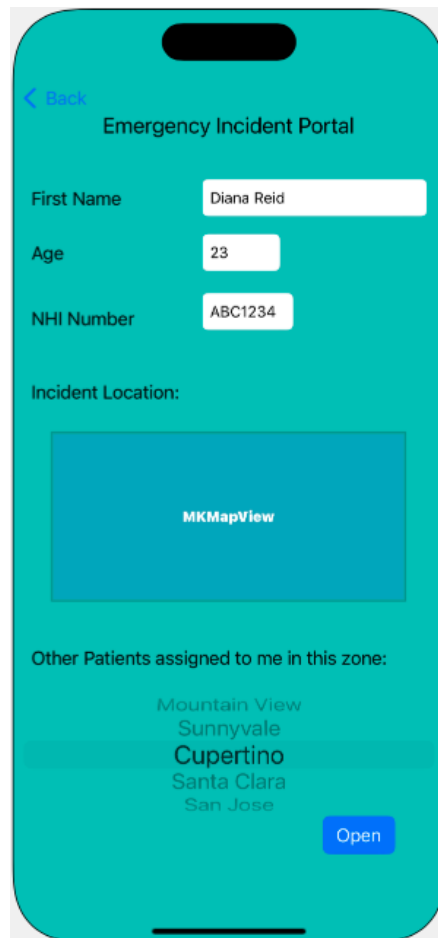 Back
Emergency Incident Portal
First Name Diana Reid
Age 23
NHI Number ABC1234
Incident Location:
MKMapView
Other Patients assigned to me in this zone:
Mountain View
Sunnyvale
Cupertino
Santa Clara
San Jose
Open